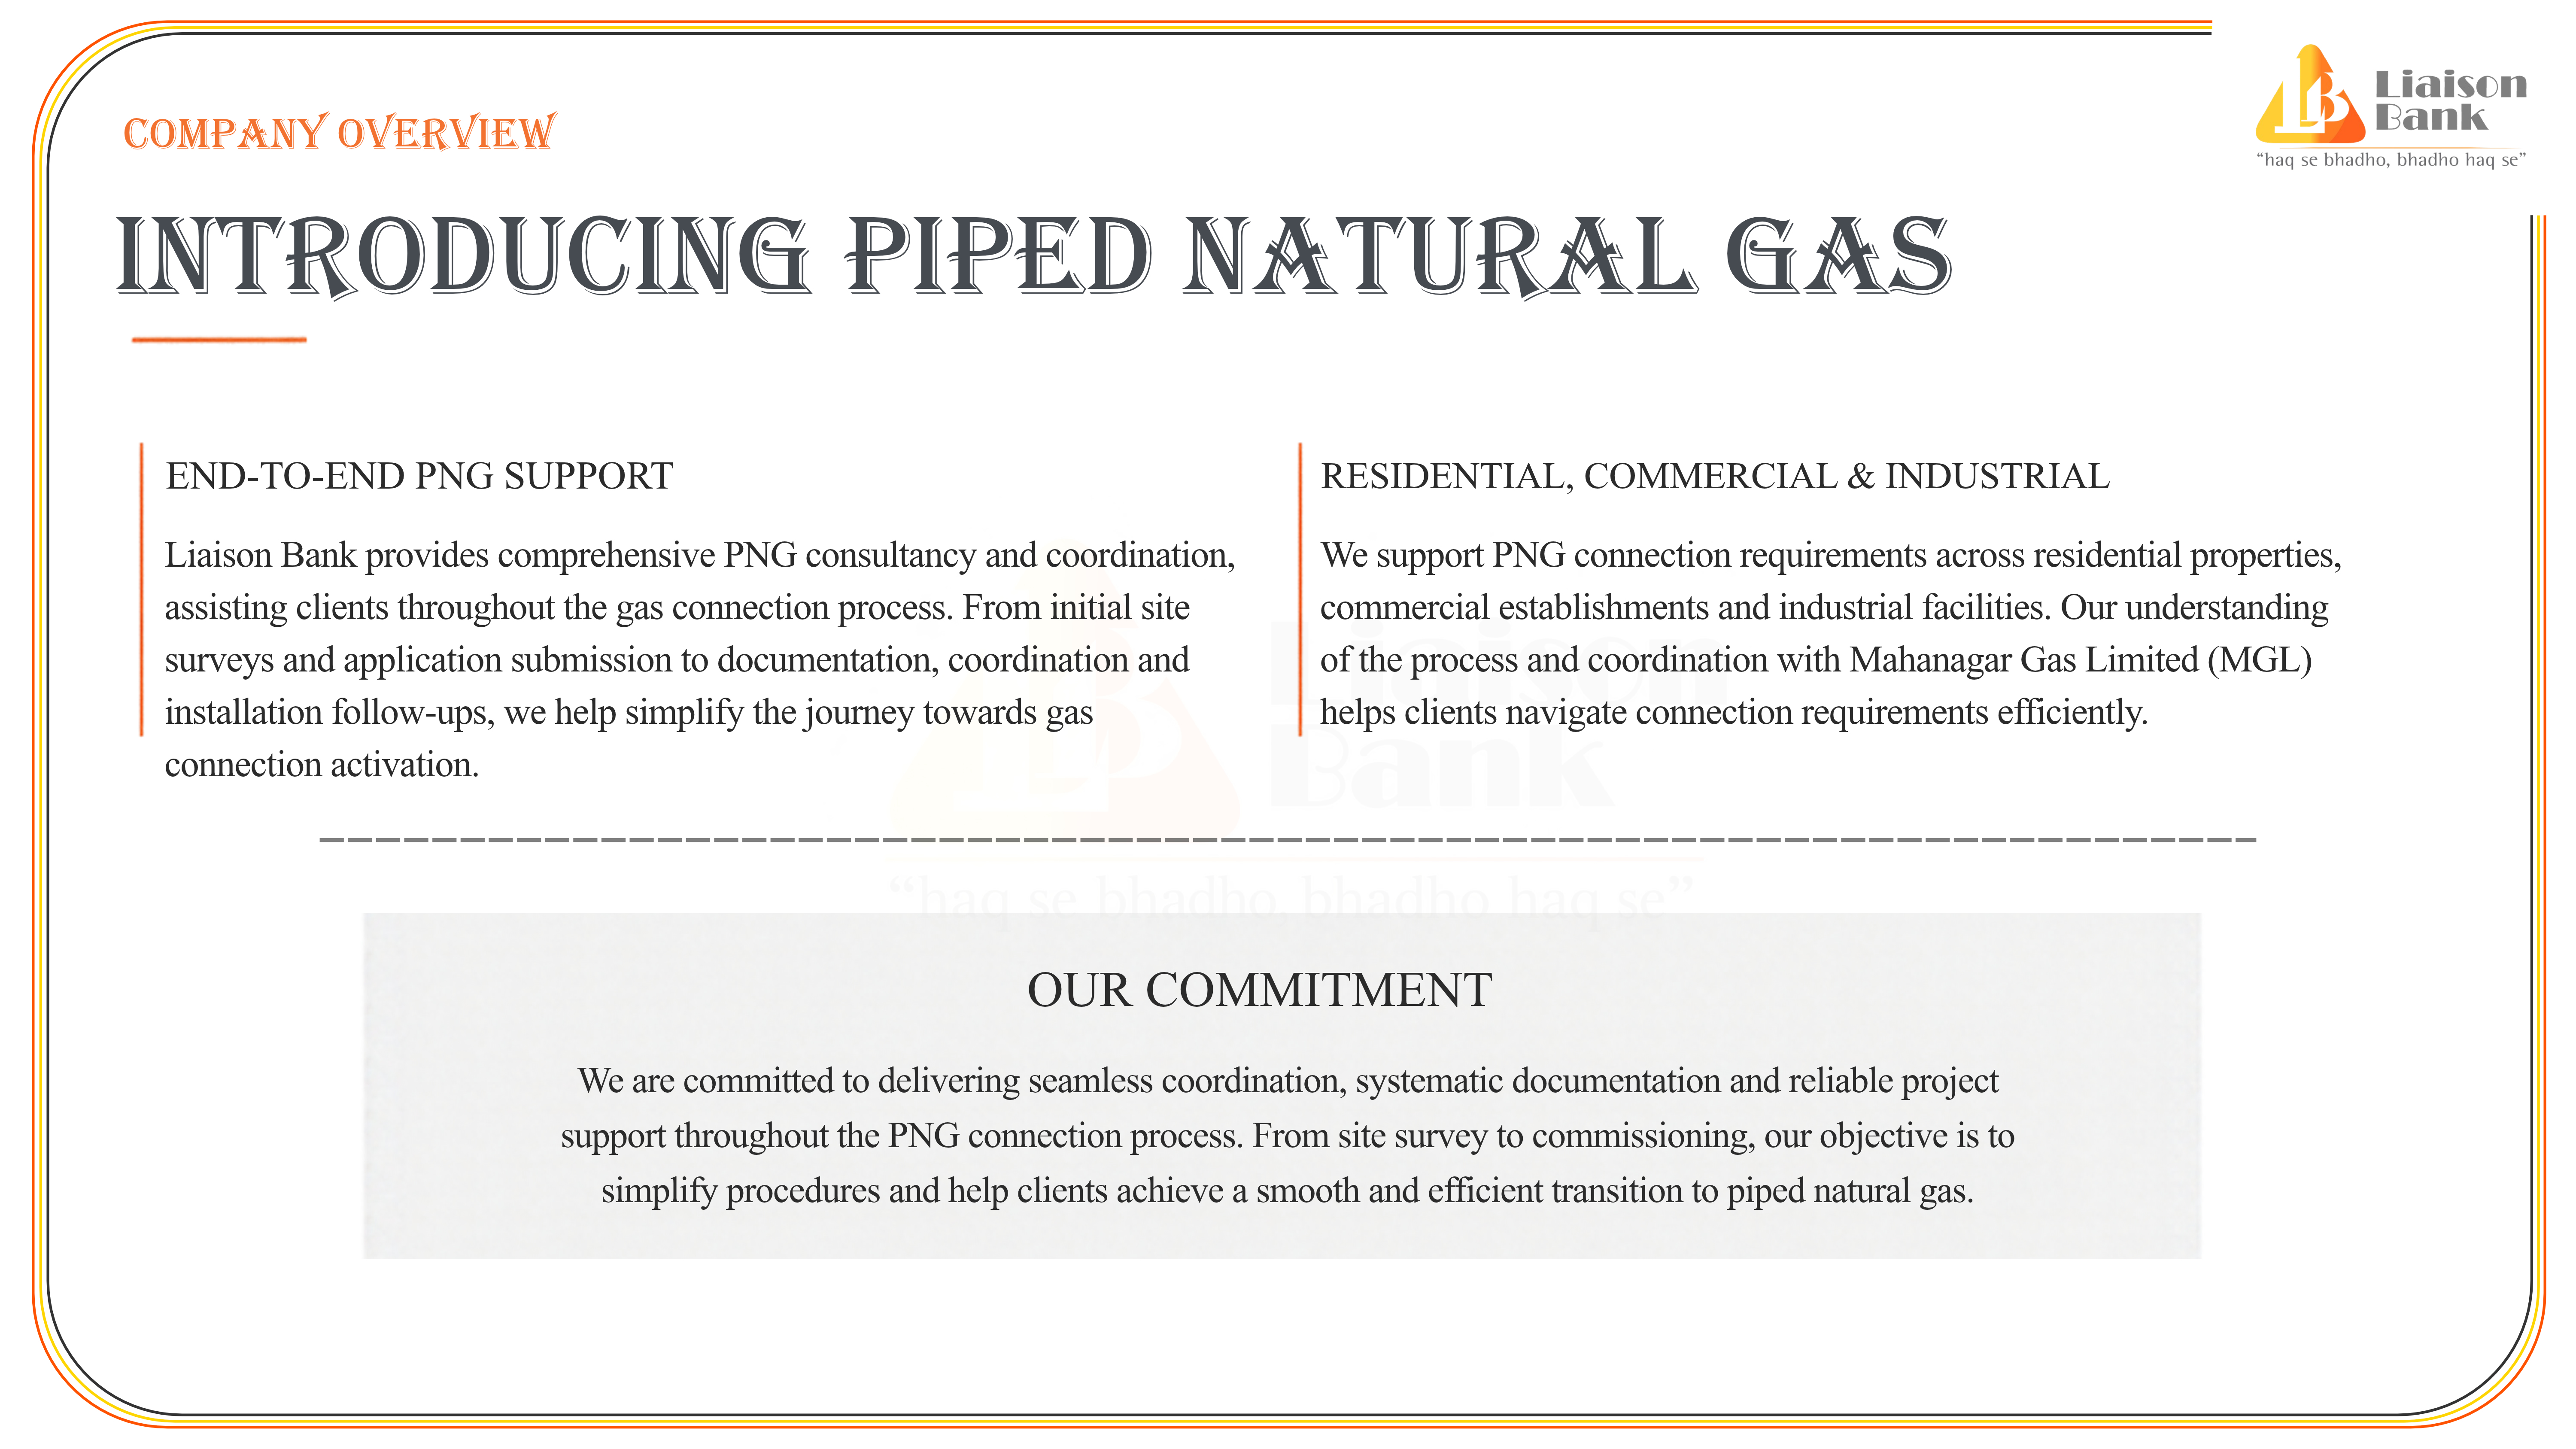 COMPANY OVERVIEW
Liaison
Bank
“haq se bhadho, bhadho haq se”
INTRODUCING PIPED NATURAL GAS
END-TO-END PNG SUPPORT
Liaison Bank provides comprehensive PNG consultancy and coordination,
assisting clients throughout the gas connection process. From initial site
surveys and application submission to documentation, coordination and
installation follow-ups, we help simplify the journey towards gas
connection activation.
RESIDENTIAL, COMMERCIAL & INDUSTRIAL
We support PNG connection requirements across residential properties,
commercial establishments and industrial facilities. Our understanding
of the process and coordination with Mahanagar Gas Limited (MGL)
helps clients navigate connection requirements efficiently.
Liaison
Bank
“haq se bhadho, bhadho haq se”
OUR COMMITMENT
We are committed to delivering seamless coordination, systematic documentation and reliable project
support throughout the PNG connection process. From site survey to commissioning, our objective is to
simplify procedures and help clients achieve a smooth and efficient transition to piped natural gas.